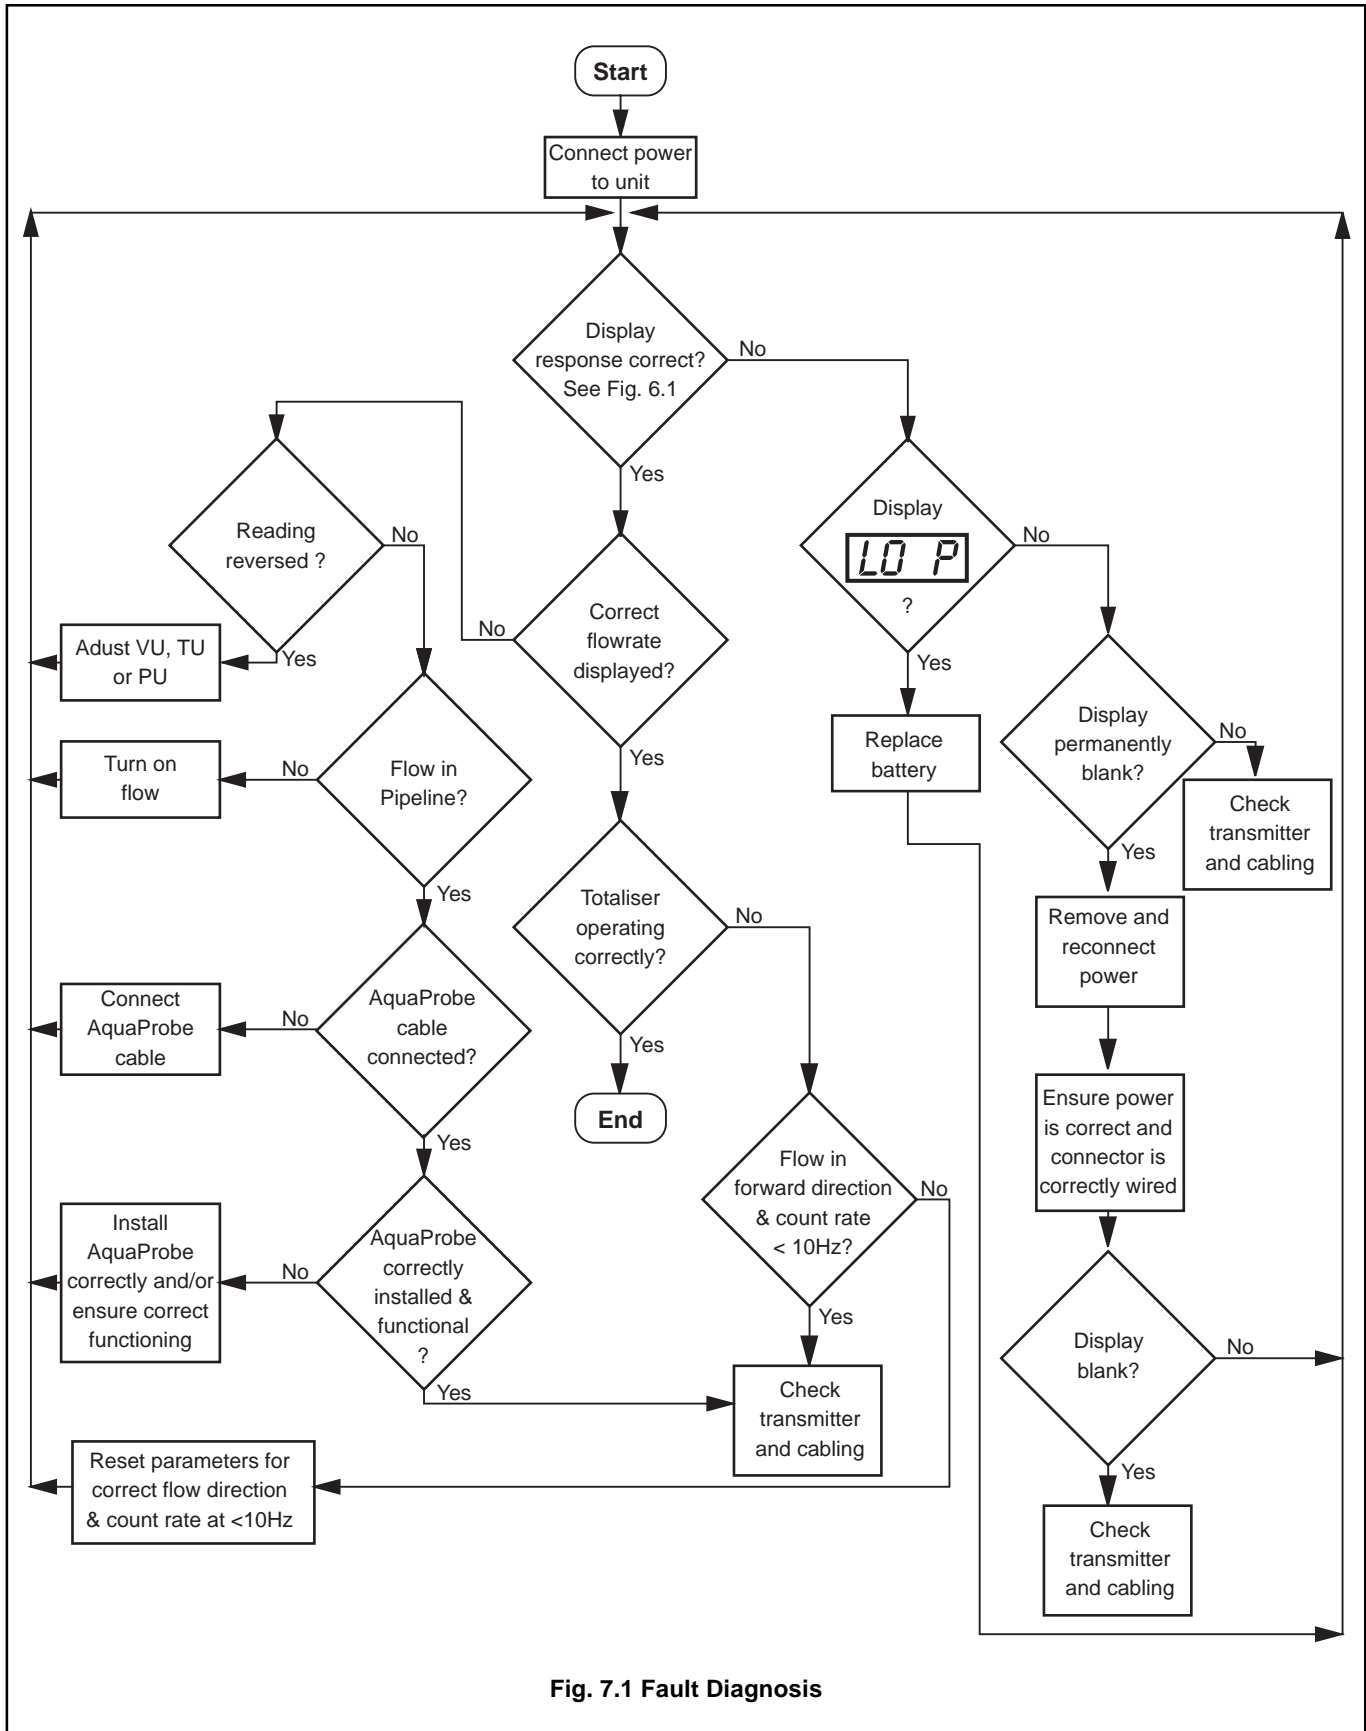 Start
Connect power
to unit
Display
response correct?
See Fig. 6.1
No
Yes
Reading
reversed ?
No
Yes
Adust VU, TU
or PU
Correct
flowrate
displayed?
No
Yes
Display
LO P
?
No
Yes
Replace
battery
Display
permanently
blank?
No
Yes
Check
transmitter
and cabling
Turn on
flow
No
Flow in
Pipeline?
Yes
Totaliser
operating
correctly?
No
Yes
End
Remove and
reconnect
power
Connect
AquaProbe
cable
No
AquaProbe
cable
connected?
Yes
Ensure power
is correct and
connector is
correctly wired
Flow in
forward direction
& count rate
< 10Hz?
No
Yes
Install
AquaProbe
correctly and/or
ensure correct
functioning
No
AquaProbe
correctly
installed &
functional
?
Yes
Check
transmitter
and cabling
Display
blank?
No
Yes
Check
transmitter
and cabling
Reset parameters for
correct flow direction
& count rate at <10Hz
Fig. 7.1 Fault Diagnosis